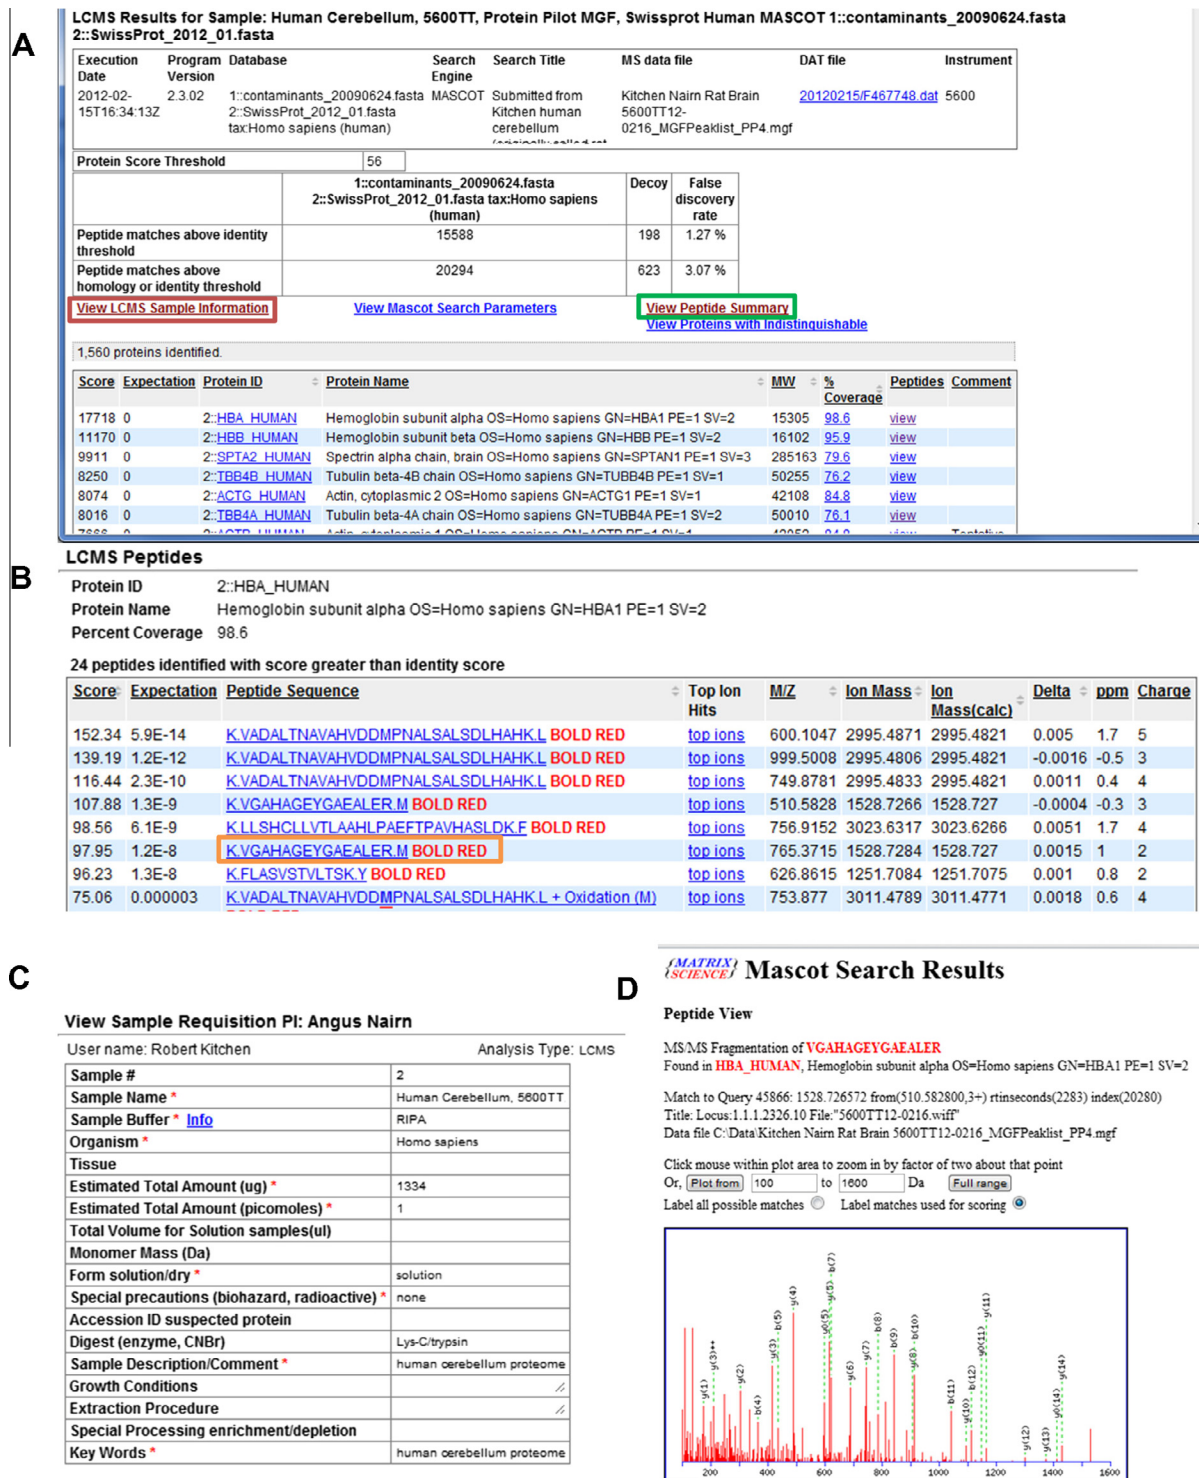 A
LCMS Results for Sample: Human Cerebellum, 5600TT, Protein Pilot MGF, Swissprot Human MASCOT 1::contaminants_20090624.fasta
2::SwissProt_2012_01.fasta
Execution Date Program Version Database Search Engine Search Title MS data file DAT file Instrument
2012-02-15T16:34:13Z 2.3.02 1::contaminants_20090624.fasta 2::SwissProt_2012_01.fasta tax:Homo sapiens (human) MASCOT Submitted from Kitchen human cerebellum Kitchen Nairn Rat Brain 5600TT12-0216_MGFPeaklist_PP4.mgf 20120215/F467748.dat 5600
Protein Score Threshold 56
1::contaminants_20090624.fasta 2::SwissProt_2012_01.fasta tax:Homo sapiens (human) Decoy False discovery rate
Peptide matches above identity threshold 15588 198 1.27 %
Peptide matches above homology or identity threshold 20294 623 3.07 %
View LCMS Sample Information View Mascot Search Parameters View Peptide Summary
View Proteins with Indistinguishable
1,560 proteins identified.
Score Expectation Protein ID Protein Name MW % Coverage Peptides Comment
17718 0 2::HBA_HUMAN Hemoglobin subunit alpha OS=Homo sapiens GN=HBA1 PE=1 SV=2 15305 98.6 view
11170 0 2::HBB_HUMAN Hemoglobin subunit beta OS=Homo sapiens GN=HBB PE=1 SV=2 16102 95.9 view
9911 0 2::SPTA2_HUMAN Spectrin alpha chain, brain OS=Homo sapiens GN=SPTAN1 PE=1 SV=3 285163 79.6 view
8250 0 2::TBB4B_HUMAN Tubulin beta-4B chain OS=Homo sapiens GN=TUBB4B PE=1 SV=1 50255 76.2 view
8074 0 2::ACTG_HUMAN Actin, cytoplasmic 2 OS=Homo sapiens GN=ACTG1 PE=1 SV=1 42108 84.8 view
8016 0 2::TBB4A_HUMAN Tubulin beta-4A chain OS=Homo sapiens GN=TUBB4A PE=1 SV=2 50010 76.1 view
B
LCMS Peptides
Protein ID 2::HBA_HUMAN
Protein Name Hemoglobin subunit alpha OS=Homo sapiens GN=HBA1 PE=1 SV=2
Percent Coverage 98.6
24 peptides identified with score greater than identity score
Score Expectation Peptide Sequence Top Ion Hits M/Z Ion Mass Ion Mass(calc) Delta ppm Charge
152.34 5.9E-14 K.VADALTNAVAHVDDMPNALSALSDLHAHK.L BOLD RED top ions 600.1047 2995.4871 2995.4821 0.005 1.7 5
139.19 1.2E-12 K.VADALTNAVAHVDDMPNALSALSDLHAHK.L BOLD RED top ions 999.5008 2995.4806 2995.4821 -0.0016 -0.5 3
116.44 2.3E-10 K.VADALTNAVAHVDDMPNALSALSDLHAHK.L BOLD RED top ions 749.8781 2995.4833 2995.4821 0.0011 0.4 4
107.88 1.3E-9 K.VGAHAGEYGAEALER.M BOLD RED top ions 510.5828 1528.7266 1528.727 -0.0004 -0.3 3
98.56 6.1E-9 K.LLSHCLLVTLAAHLPAEFTPAVHASLDK.F BOLD RED top ions 756.9152 3023.6317 3023.6266 0.0051 1.7 4
97.95 1.2E-8 K.VGAHAGEYGAEALER.M BOLD RED top ions 765.3715 1528.7284 1528.727 0.0015 1 2
96.23 1.3E-8 K.FLASVSTVLTSK.Y BOLD RED top ions 626.8615 1251.7084 1251.7075 0.001 0.8 2
75.06 0.000003 K.VADALTNAVAHVDDMPNALSALSDLHAHK.L + Oxidation (M) top ions 753.877 3011.4789 3011.4771 0.0018 0.6 4
C
View Sample Requisition PI: Angus Nairn
User name: Robert Kitchen Analysis Type: LCMS
Sample # 2
Sample Name * Human Cerebellum, 5600TT
Sample Buffer * Info RIPA
Organism * Homo sapiens
Tissue
Estimated Total Amount (ug) * 1334
Estimated Total Amount (picomoles) * 1
Total Volume for Solution samples(ul)
Monomer Mass (Da)
Form solution/dry * solution
Special precautions (biohazard, radioactive) * none
Accession ID suspected protein
Digest (enzyme, CNBr) Lys-C/trypsin
Sample Description/Comment * human cerebellum proteome
Growth Conditions
Extraction Procedure
Special Processing enrichment/depletion
Key Words * human cerebellum proteome
D
{MATRIX SCIENCE} Mascot Search Results
Peptide View
MS/MS Fragmentation of VGAHAGEYGAEALER
Found in HBA_HUMAN, Hemoglobin subunit alpha OS=Homo sapiens GN=HBA1 PE=1 SV=2
Match to Query 45866: 1528.726572 from(510.582800,3+) rtinseconds(2283) index(20280)
Title: Locus:1.1.1.2326.10 File:"5600TT12-0216.wiff"
Data file C:\Data\Kitchen Nairn Rat Brain 5600TT12-0216_MGFPeaklist_PP4.mgf
Click mouse within plot area to zoom in by factor of two about that point
Or, Plot from 100 to 1600 Da Full range
Label all possible matches Label matches used for scoring
y(1) y(3)++ y(2) b(4) y(3) b(5) y(4) y0(5) y(5) b(7) y(6) y(7) b(8) b(9) y(8) b(10) b(11) y(10) b(12) y0(11) y(11) y(12) y(13) y0(14) y(14)
200 400 600 800 1000 1200 1400 1600